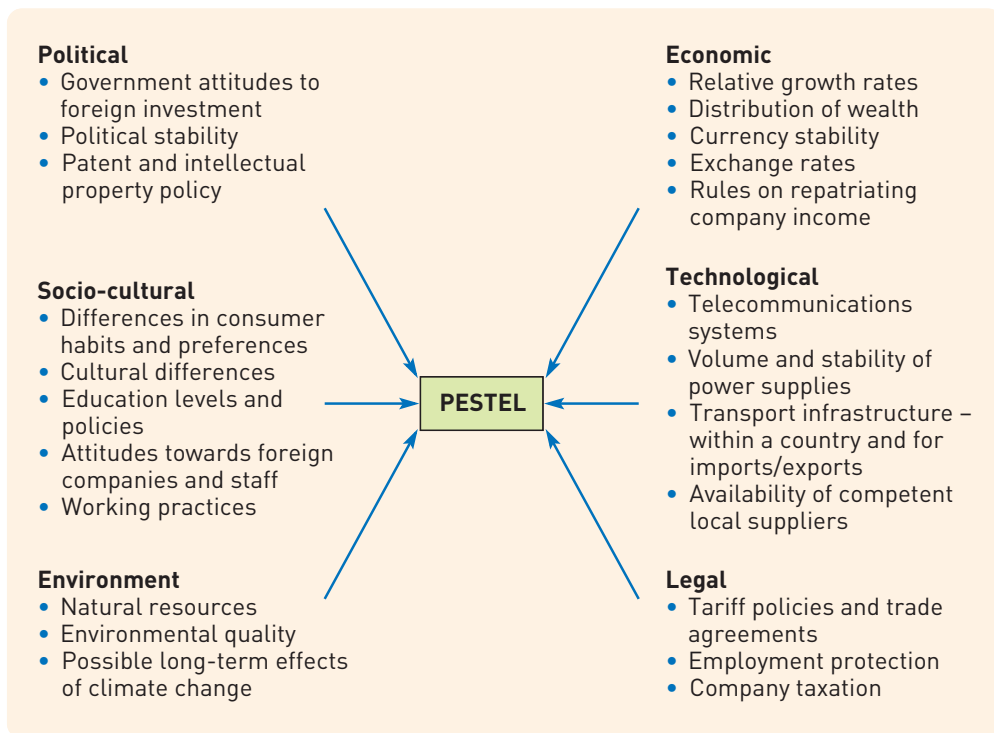 Political
• Government attitudes to
foreign investment
• Political stability
• Patent and intellectual
property policy
Economic
• Relative growth rates
• Distribution of wealth
• Currency stability
• Exchange rates
• Rules on repatriating
company income
Socio-cultural
• Differences in consumer
habits and preferences
• Cultural differences
• Education levels and
policies
• Attitudes towards foreign
companies and staff
• Working practices
PESTEL
Technological
• Telecommunications
systems
• Volume and stability of
power supplies
• Transport infrastructure –
within a country and for
imports/exports
• Availability of competent
local suppliers
Environment
• Natural resources
• Environmental quality
• Possible long-term effects
of climate change
Legal
• Tariff policies and trade
agreements
• Employment protection
• Company taxation